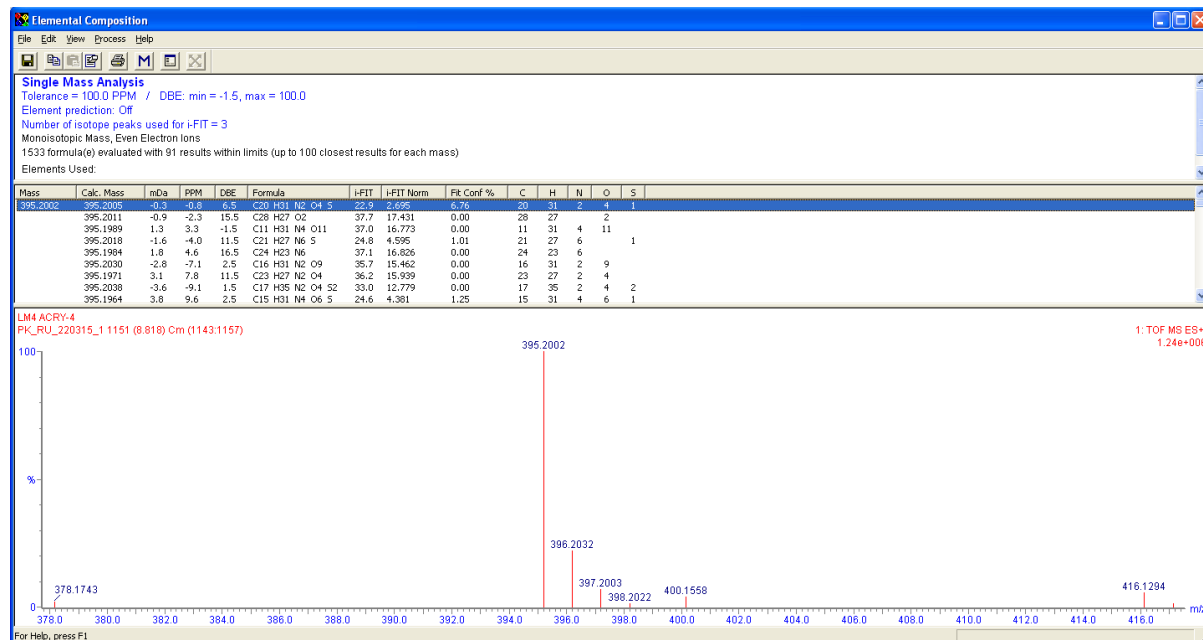 Elemental Composition
File Edit View Process Help
Single Mass Analysis
Tolerance = 100.0 PPM / DBE: min = -1.5, max = 100.0
Element prediction: Off
Number of isotope peaks used for i-FIT = 3
Monoisotopic Mass, Even Electron Ions
1533 formula(e) evaluated with 91 results within limits (up to 100 closest results for each mass)
Elements Used:
Mass Calc. Mass mDa PPM DBE Formula i-FIT i-FIT Norm Fit Conf % C H N O S
395.2002 395.2005 -0.3 -0.8 6.5 C20 H31 N2 O4 S 22.9 2.695 6.76 20 31 2 4 1
395.2011 -0.9 -2.3 15.5 C28 H27 O2 37.7 17.431 0.00 28 27 2
395.1989 1.3 3.3 -1.5 C11 H31 N4 O11 37.0 16.773 0.00 11 31 4 11
395.2018 -1.6 -4.0 11.5 C21 H27 N6 S 24.8 4.595 1.01 21 27 6 1
395.1984 1.8 4.6 16.5 C24 H23 N6 37.1 16.826 0.00 24 23 6
395.2030 -2.8 -7.1 2.5 C16 H31 N2 O9 35.7 15.462 0.00 16 31 2 9
395.1971 3.1 7.8 11.5 C23 H27 N2 O4 36.2 15.939 0.00 23 27 2 4
395.2038 -3.6 -9.1 1.5 C17 H35 N2 O4 S2 33.0 12.779 0.00 17 35 2 4 2
395.1964 3.8 9.6 2.5 C15 H31 N4 O6 S 24.6 4.381 1.25 15 31 4 6 1
LM4 ACRY-4
PK_RU_220315_1 1151 (8.818) Cm (1143:1157)
1: TOF MS ES+
1.24e+006
100
395.2002
%
396.2032
397.2003
398.2022
400.1558
416.1294
378.1743
0
m/z
378.0 380.0 382.0 384.0 386.0 388.0 390.0 392.0 394.0 396.0 398.0 400.0 402.0 404.0 406.0 408.0 410.0 412.0 414.0 416.0
For Help, press F1